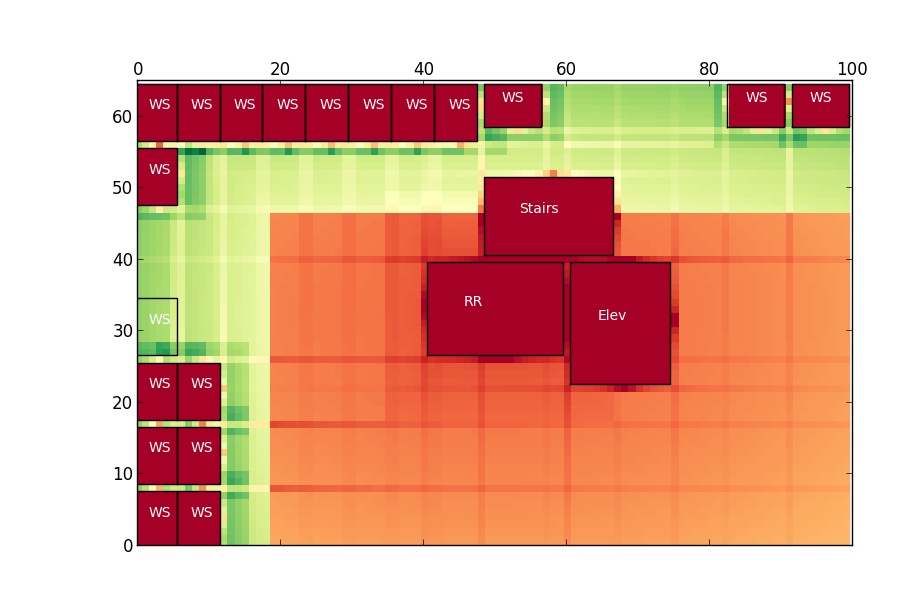 0 20 40 60 80 100
60 WS WS WS WS WS WS WS WS WS WS WS
WS
50
Stairs
40
RR Elev
30 WS
20 WS WS
10 WS WS
WS WS
0